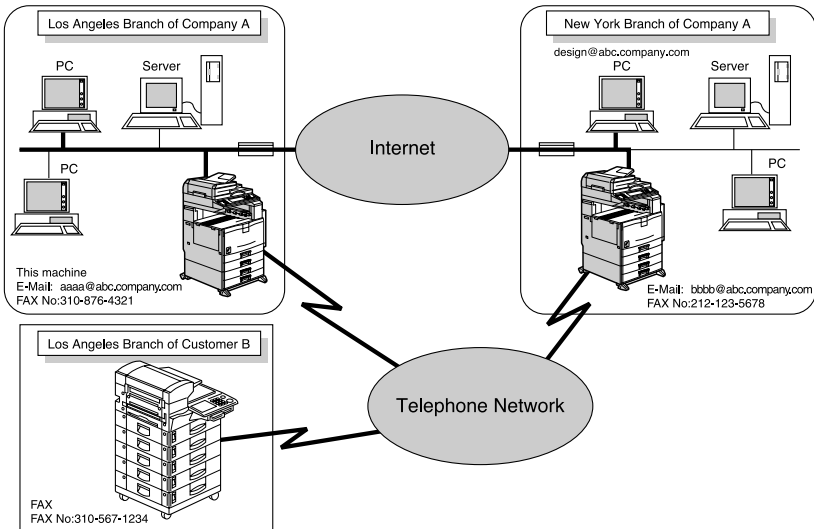 Los Angeles Branch of Company A
PC
Server
PC
This machine
E-Mail: aaaa@abc.company.com
FAX No:310-876-4321
Internet
New York Branch of Company A
design@abc.company.com
PC
Server
PC
E-Mail: bbbb@abc.company.com
FAX No:212-123-5678
Los Angeles Branch of Customer B
FAX
FAX No:310-567-1234
Telephone Network